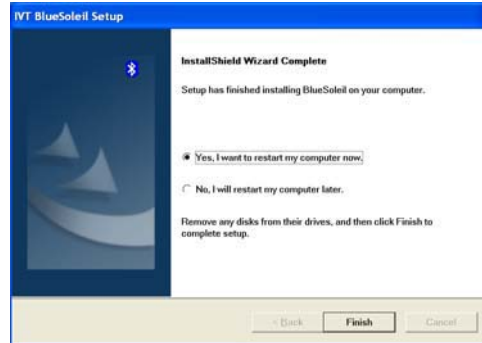 IVT BlueSoleil Setup
InstallShield Wizard Complete
Setup has finished installing BlueSoleil on your computer.
Yes, I want to restart my computer now.
No, I will restart my computer later.
Remove any disks from their drives, and then click Finish to
complete setup.
< Back
Finish
Cancel